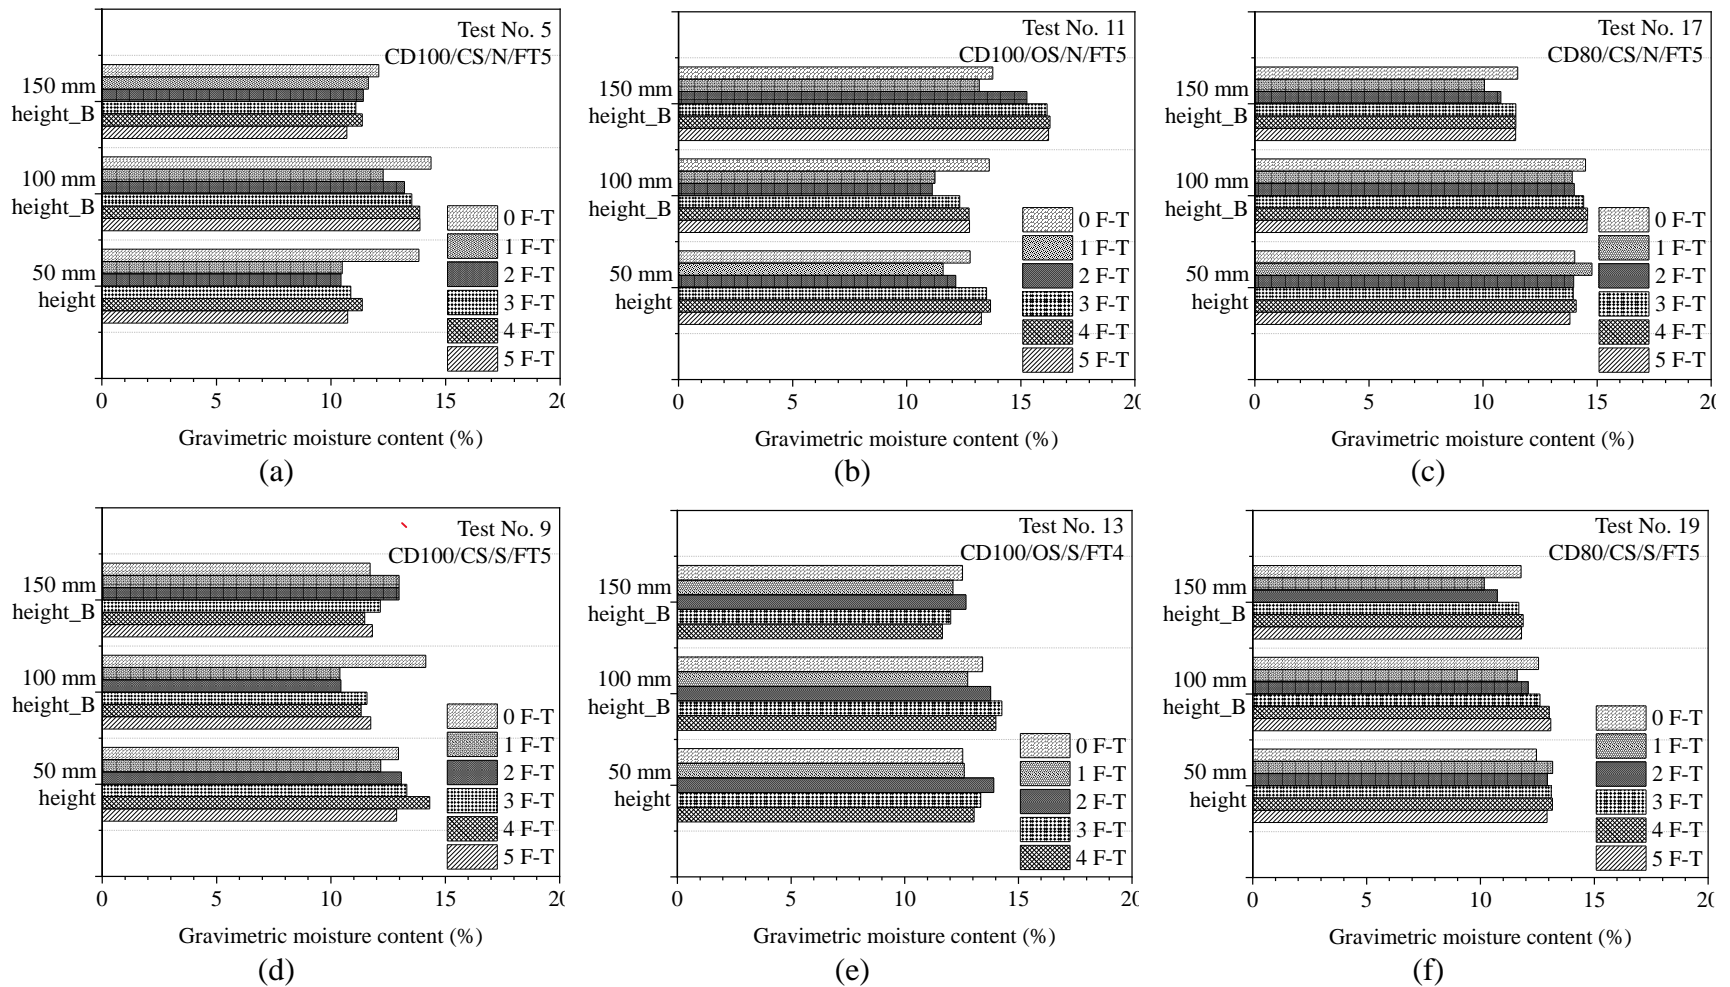 Test No. 5
CD100/CS/N/FT5
150 mm
height_B
100 mm
height_B
50 mm
height
0 F-T
1 F-T
2 F-T
3 F-T
4 F-T
5 F-T
0 5 10 15 20
Gravimetric moisture content (%)
(a)
Test No. 11
CD100/OS/N/FT5
150 mm
height_B
100 mm
height_B
50 mm
height
0 F-T
1 F-T
2 F-T
3 F-T
4 F-T
5 F-T
0 5 10 15 20
Gravimetric moisture content (%)
(b)
Test No. 17
CD80/CS/N/FT5
150 mm
height_B
100 mm
height_B
50 mm
height
0 F-T
1 F-T
2 F-T
3 F-T
4 F-T
5 F-T
0 5 10 15 20
Gravimetric moisture content (%)
(c)
Test No. 9
CD100/CS/S/FT5
150 mm
height_B
100 mm
height_B
50 mm
height
0 F-T
1 F-T
2 F-T
3 F-T
4 F-T
5 F-T
0 5 10 15 20
Gravimetric moisture content (%)
(d)
Test No. 13
CD100/OS/S/FT4
150 mm
height_B
100 mm
height_B
50 mm
height
0 F-T
1 F-T
2 F-T
3 F-T
4 F-T
0 5 10 15 20
Gravimetric moisture content (%)
(e)
Test No. 19
CD80/CS/S/FT5
150 mm
height_B
100 mm
height_B
50 mm
height
0 F-T
1 F-T
2 F-T
3 F-T
4 F-T
5 F-T
0 5 10 15 20
Gravimetric moisture content (%)
(f)